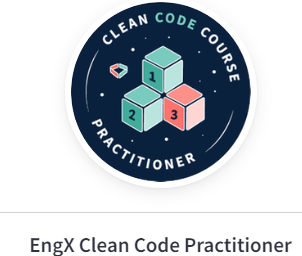 CLEAN CODE COURSE
1
2 3
PRACTITIONER
EngX Clean Code Practitioner